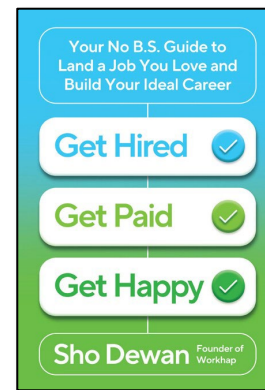 Your No B.S. Guide to
Land a Job You Love and
Build Your Ideal Career
Get Hired
Get Paid
Get Happy
Sho Dewan Founder of
Workhap